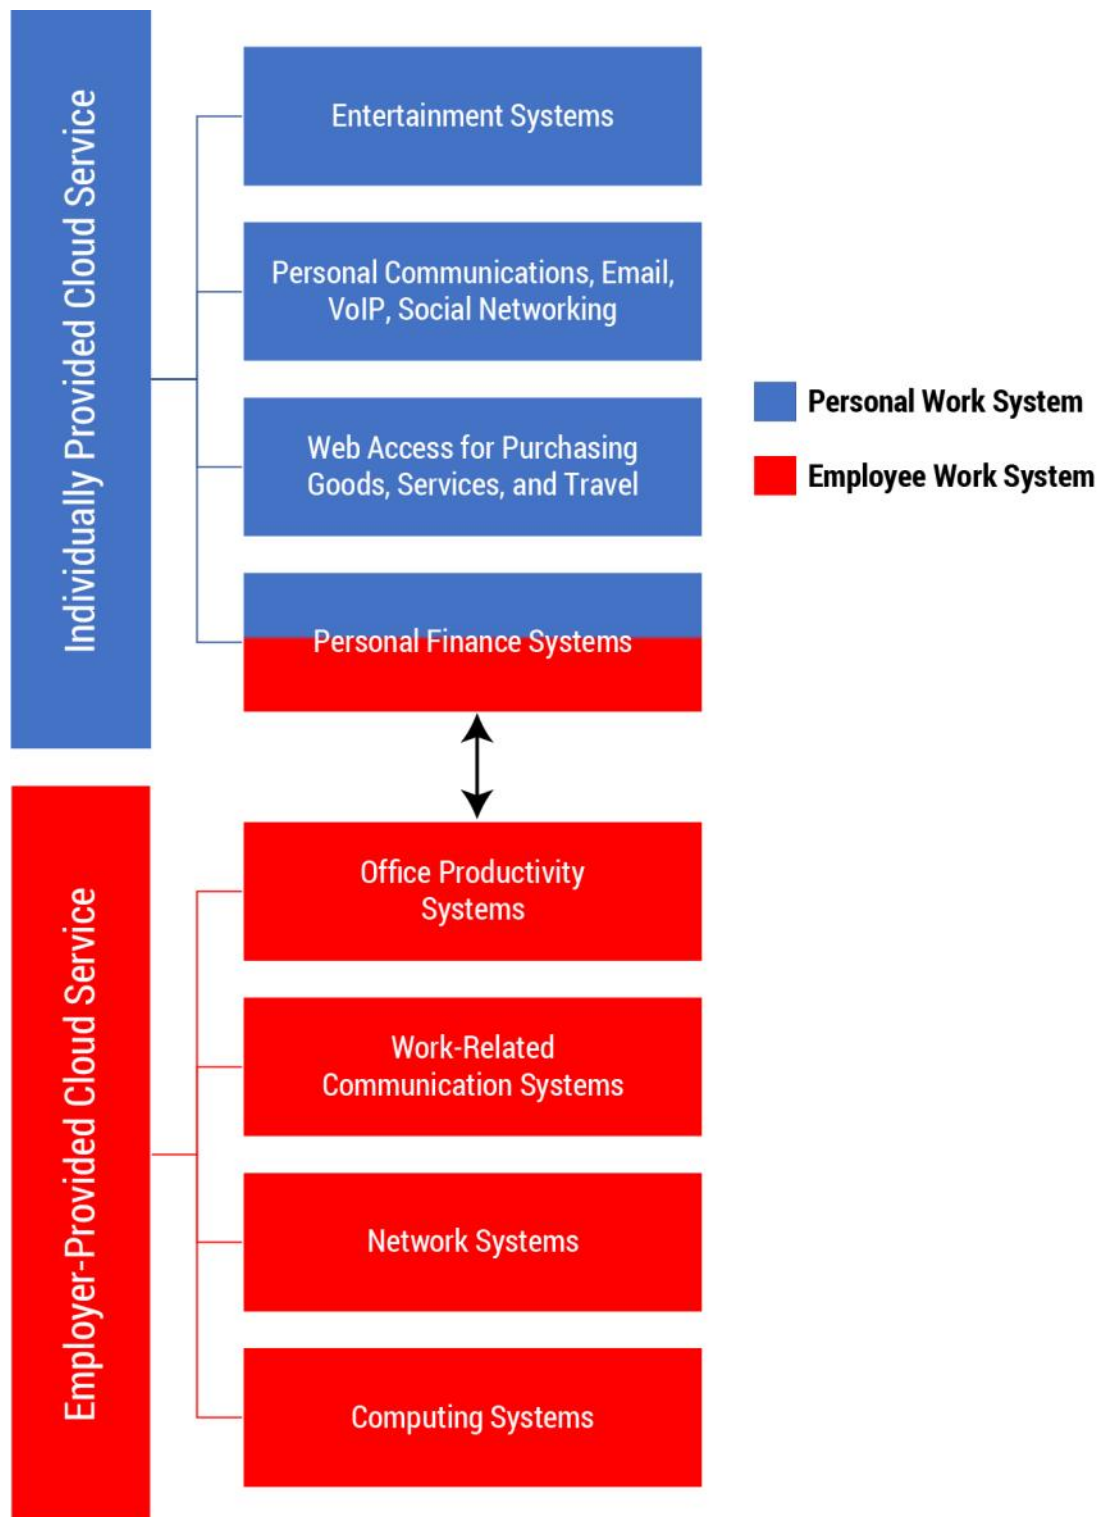 Individually Provided Cloud Service
Entertainment Systems
Personal Communications, Email,
VoIP, Social Networking
Web Access for Purchasing
Goods, Services, and Travel
Personal Finance Systems
Personal Work System
Employee Work System
Employer-Provided Cloud Service
Office Productivity
Systems
Work-Related
Communication Systems
Network Systems
Computing Systems